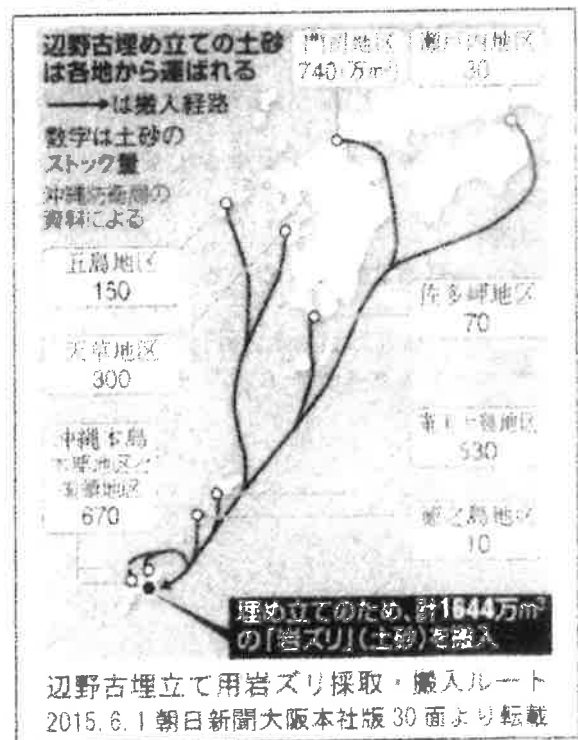 辺野古埋め立ての土砂
は各地から運ばれる
→は搬入経路
数字は土砂の
ストック量
沖縄防衛局の
資料による
門司地区
740(万m³)
瀬戸内地区
30
五島地区
150
天草地区
300
佐多岬地区
70
沖縄本島
本部地区と
国頭地区
670
奄美大島地区
530
徳之島地区
10
埋め立てのため、計1644万m³
の「岩ズリ」(土砂)を搬入
辺野古埋立て用岩ズリ採取・搬入ルート
2015.6.1 朝日新聞大阪本社版 30 面より転載